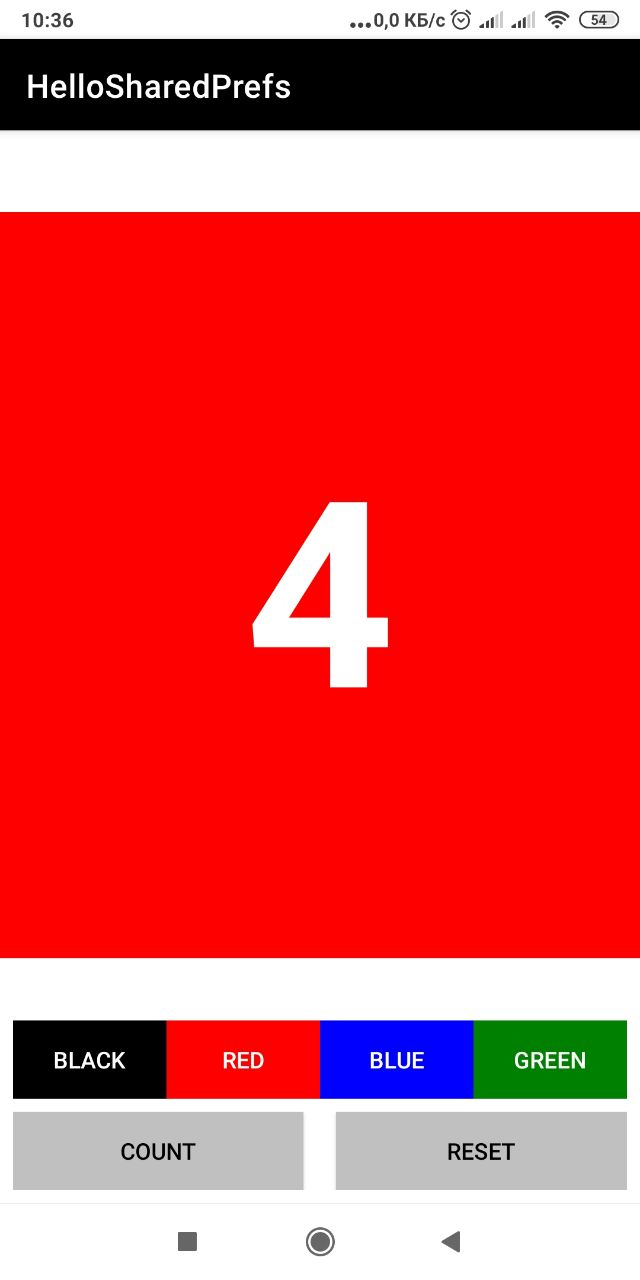 10:36 ...0,0 КБ/с 54
HelloSharedPrefs
4
BLACK RED BLUE GREEN
COUNT RESET